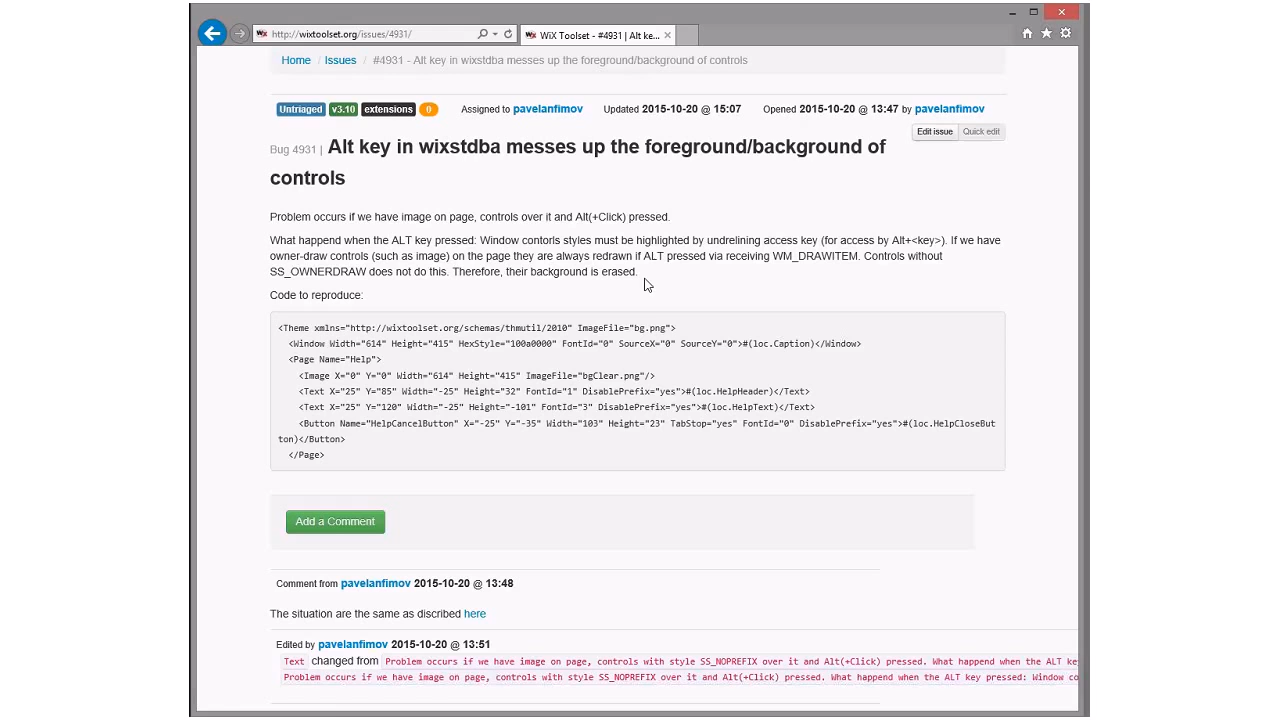 http://wixtoolset.org/issues/4931/
WiX Toolset - #4931 | Alt ke...
Home / Issues / #4931 - Alt key in wixstdba messes up the foreground/background of controls
Untriaged v3.10 extensions 0 Assigned to pavelanfimov Updated 2015-10-20 @ 15:07 Opened 2015-10-20 @ 13:47 by pavelanfimov
Edit issue Quick edit
Bug 4931 | Alt key in wixstdba messes up the foreground/background of
controls
Problem occurs if we have image on page, controls over it and Alt(+Click) pressed.
What happend when the ALT key pressed: Window contorls styles must be highlighted by undrelining access key (for access by Alt+<key>). If we have
owner-draw controls (such as image) on the page they are always redrawn if ALT pressed via receiving WM_DRAWITEM. Controls without
SS_OWNERDRAW does not do this. Therefore, their background is erased.
Code to reproduce:
<Theme xmlns="http://wixtoolset.org/schemas/thmutil/2010" ImageFile="bg.png">
<Window Width="614" Height="415" HexStyle="100a0000" FontId="0" SourceX="0" SourceY="0">#(loc.Caption)</Window>
<Page Name="Help">
<Image X="0" Y="0" Width="614" Height="415" ImageFile="bgClear.png"/>
<Text X="25" Y="85" Width="-25" Height="32" FontId="1" DisablePrefix="yes">#(loc.HelpHeader)</Text>
<Text X="25" Y="120" Width="-25" Height="-101" FontId="3" DisablePrefix="yes">#(loc.HelpText)</Text>
<Button Name="HelpCancelButton" X="-25" Y="-35" Width="103" Height="23" TabStop="yes" FontId="0" DisablePrefix="yes">#(loc.HelpCloseBut
ton)</Button>
</Page>
Add a Comment
Comment from pavelanfimov 2015-10-20 @ 13:48
The situation are the same as discribed here
Edited by pavelanfimov 2015-10-20 @ 13:51
Text changed from Problem occurs if we have image on page, controls with style SS_NOPREFIX over it and Alt(+Click) pressed. What happend when the ALT ke
Problem occurs if we have image on page, controls with style SS_NOPREFIX over it and Alt(+Click) pressed. What happend when the ALT key pressed: Window co